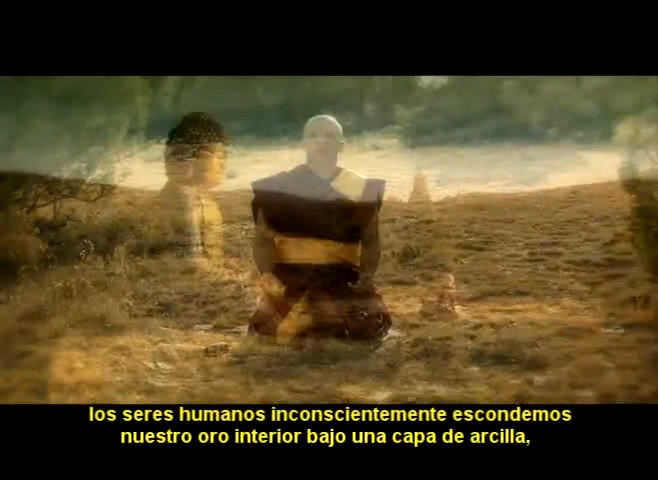 los seres humanos inconscientemente escondemos
nuestro oro interior bajo una capa de arcilla,